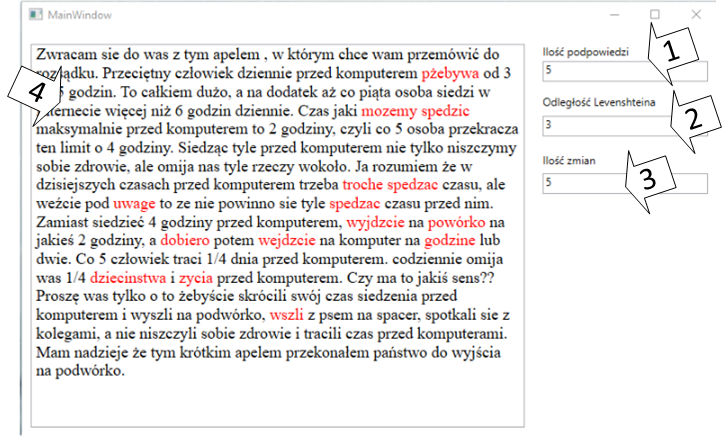 MainWindow
Zwracam sie do was z tym apelem , w którym chce wam przemówić do
Przeciętny człowiek dziennie przed komputerem pżebywa od 3
godzin. To całkiem dużo, a na dodatek aż co piąta osoba siedzi w
więcej niż 6 godzin dziennie. Czas jaki mozemy spedzic
maksymalnie przed komputerem to 2 godziny, czyli co 5 osoba przekracza
ten limit o 4 godziny. Siedząc tyle przed komputerem nie tylko niszczymy
sobie zdrowie, ale omija nas tyle rzeczy wokoło. Ja rozumiem że w
dzisiejszych czasach przed komputerem trzeba troche spedzac czasu, ale
weźcie pod uwage to ze nie powinno sie tyle spedzac czasu przed nim.
Zamiast siedzieć 4 godziny przed komputerem, wyjdzcie na powórko na
jakieś 2 godziny, a dobiero potem wejdzcie na komputer na godzine lub
dwie. Co 5 człowiek traci 1/4 dnia przed komputerem. codziennie omija
was 1/4 dziecinstwa i zycia przed komputerem. Czy ma to jakiś sens??
Proszę was tylko o to żebyście skrócili swój czas siedzenia przed
komputerem i wyszli na podwórko, wszli z psem na spacer, spotkali sie z
kolegami, a nie niszczyli sobie zdrowie i tracili czas przed komputerami.
Mam nadzieje że tym krótkim apelem przekonałem państwo do wyjścia
na podwórko.
4
Ilość podpowiedzi
5
1
Odległość Levenshteina
3
2
Ilość zmian
5
3